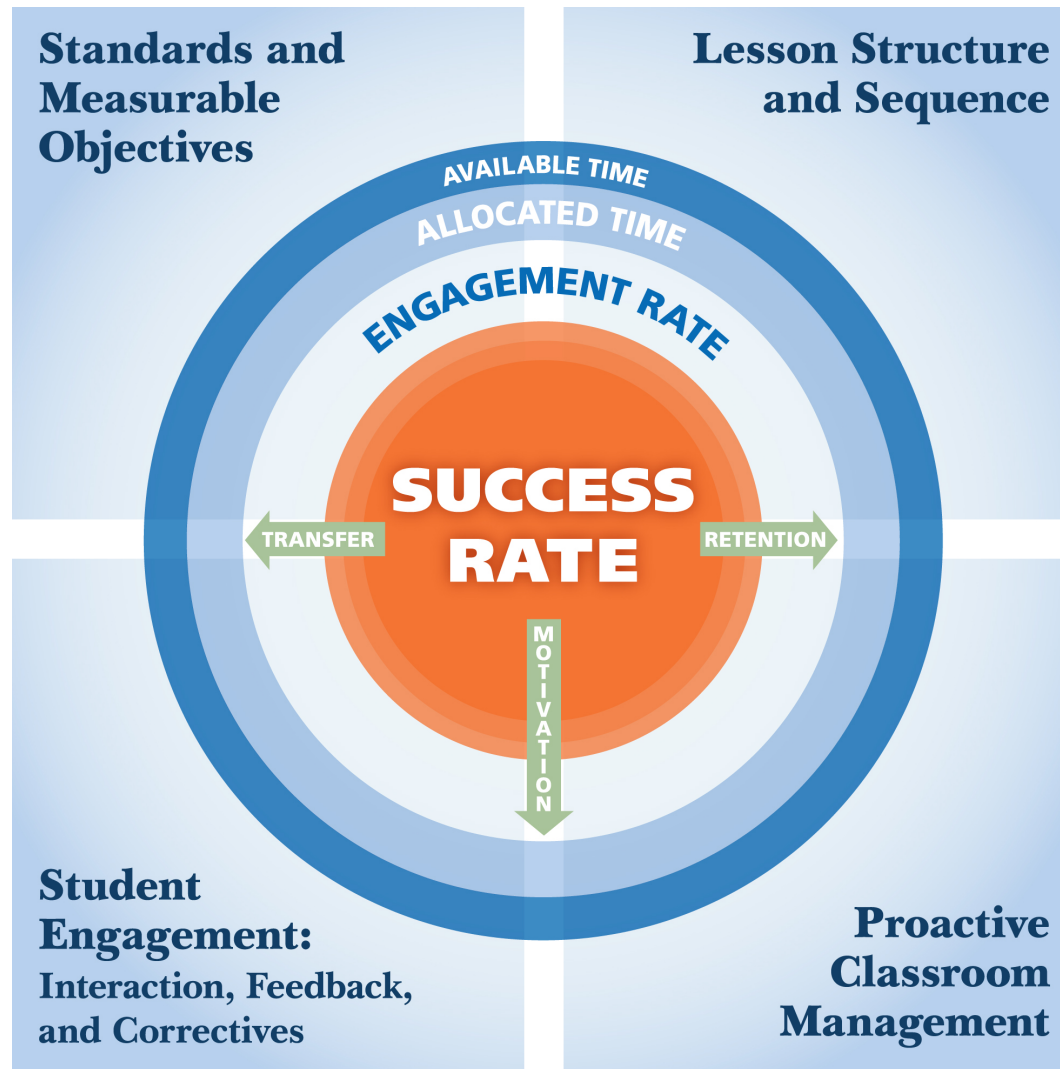 Standards and
Measurable
Objectives
Lesson Structure
and Sequence
AVAILABLE TIME
ALLOCATED TIME
ENGAGEMENT RATE
SUCCESS
RATE
TRANSFER
RETENTION
MOTIVATION
Student
Engagement:
Interaction, Feedback,
and Correctives
Proactive
Classroom
Management